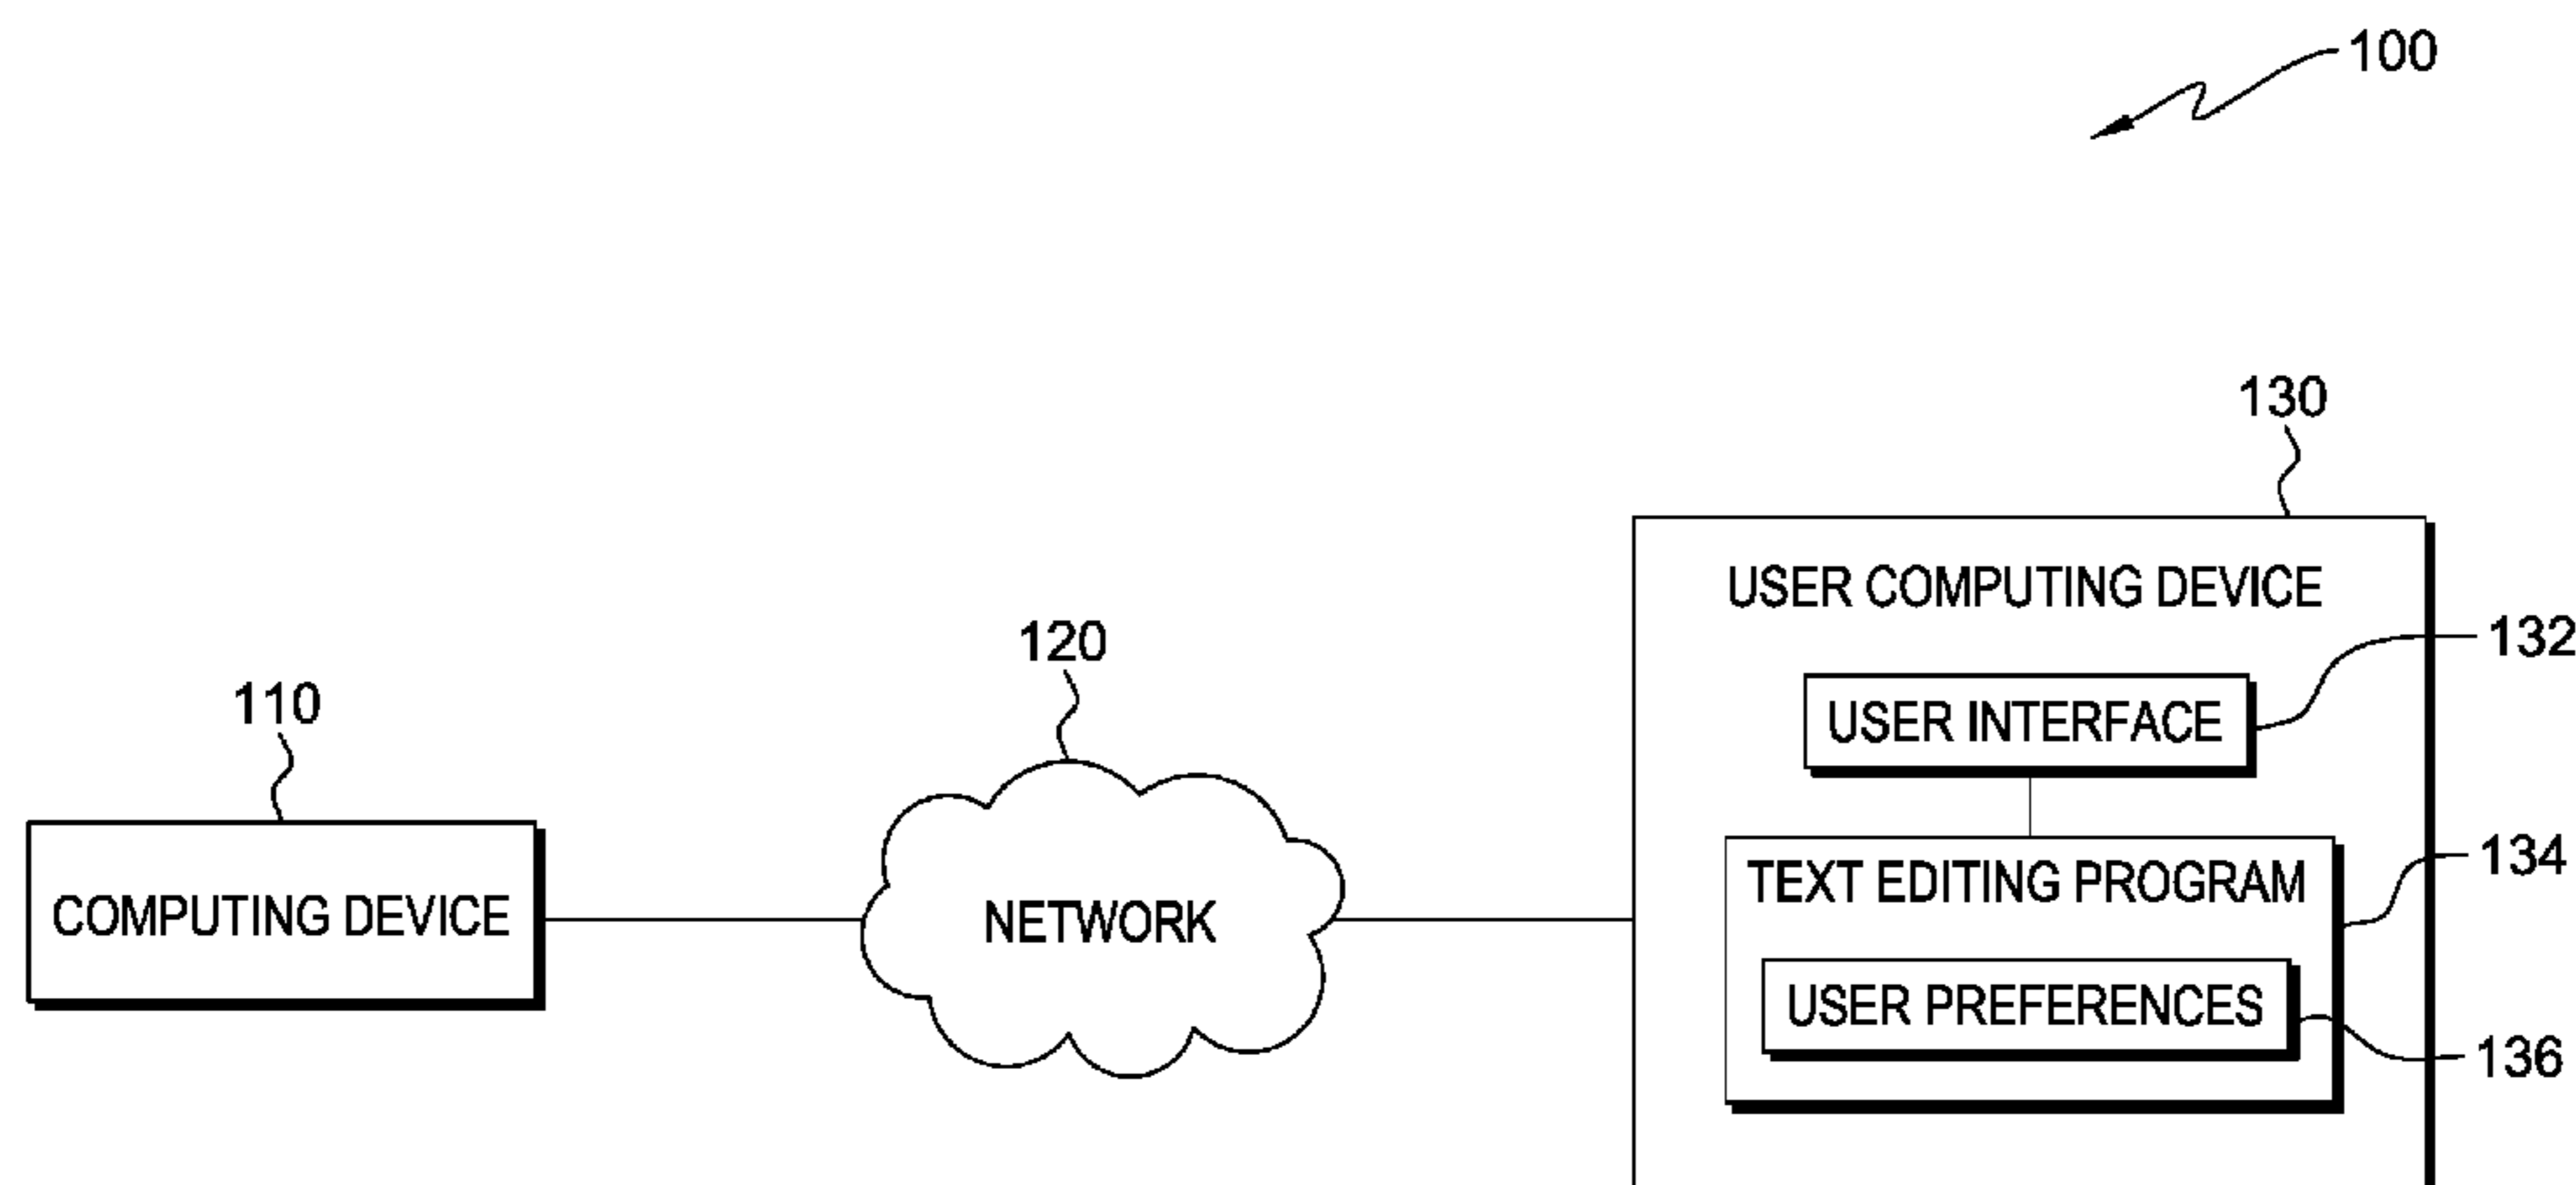 100
130
USER COMPUTING DEVICE
132
120
USER INTERFACE
110
134
TEXT EDITING PROGRAM
COMPUTING DEVICE
NETWORK
USER PREFERENCES
136